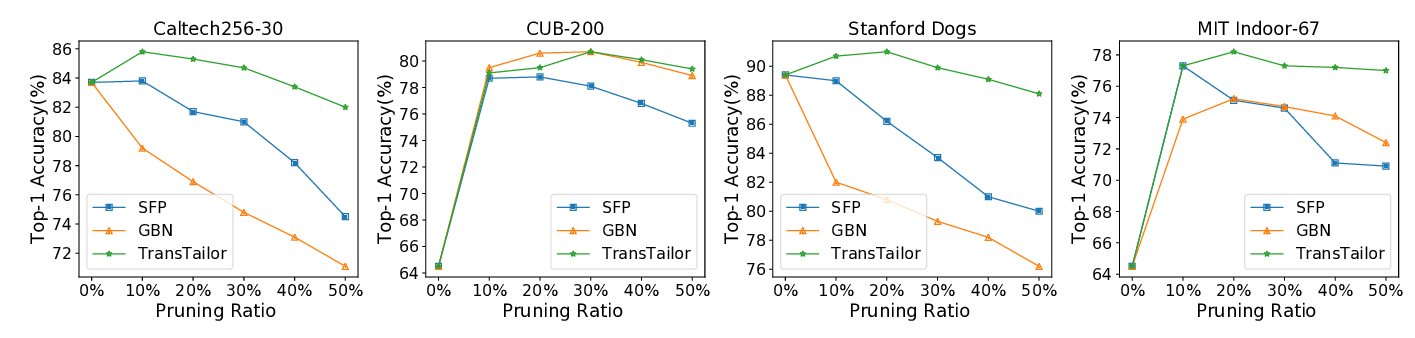 Caltech256-30
Top-1 Accuracy(%)
86
84
82
80
78
76
74
72
SFP
GBN
TransTailor
0% 10% 20% 30% 40% 50%
Pruning Ratio
CUB-200
Top-1 Accuracy(%)
80
78
76
74
72
70
68
66
64
SFP
GBN
TransTailor
0% 10% 20% 30% 40% 50%
Pruning Ratio
Stanford Dogs
Top-1 Accuracy(%)
90
88
86
84
82
80
78
76
SFP
GBN
TransTailor
0% 10% 20% 30% 40% 50%
Pruning Ratio
MIT Indoor-67
Top-1 Accuracy(%)
78
76
74
72
70
68
66
64
SFP
GBN
TransTailor
0% 10% 20% 30% 40% 50%
Pruning Ratio